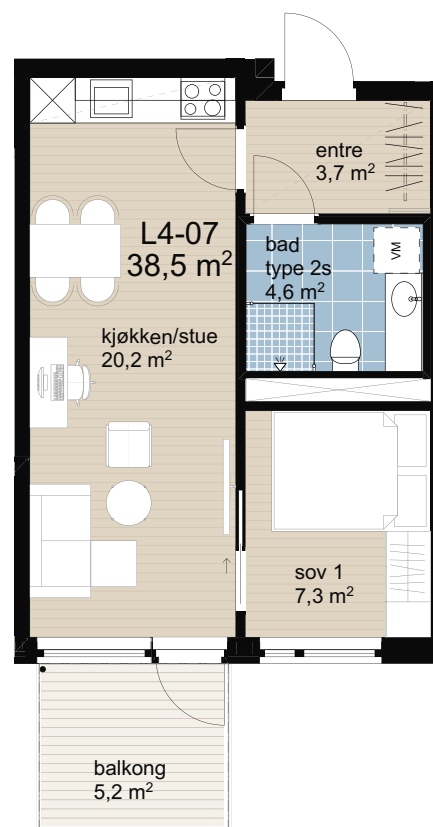 entre
3,7 m²
L4-07
38,5 m²
bad
type 2s
4,6 m²
VM
kjøkken/stue
20,2 m²
sov 1
7,3 m²
balkong
5,2 m²